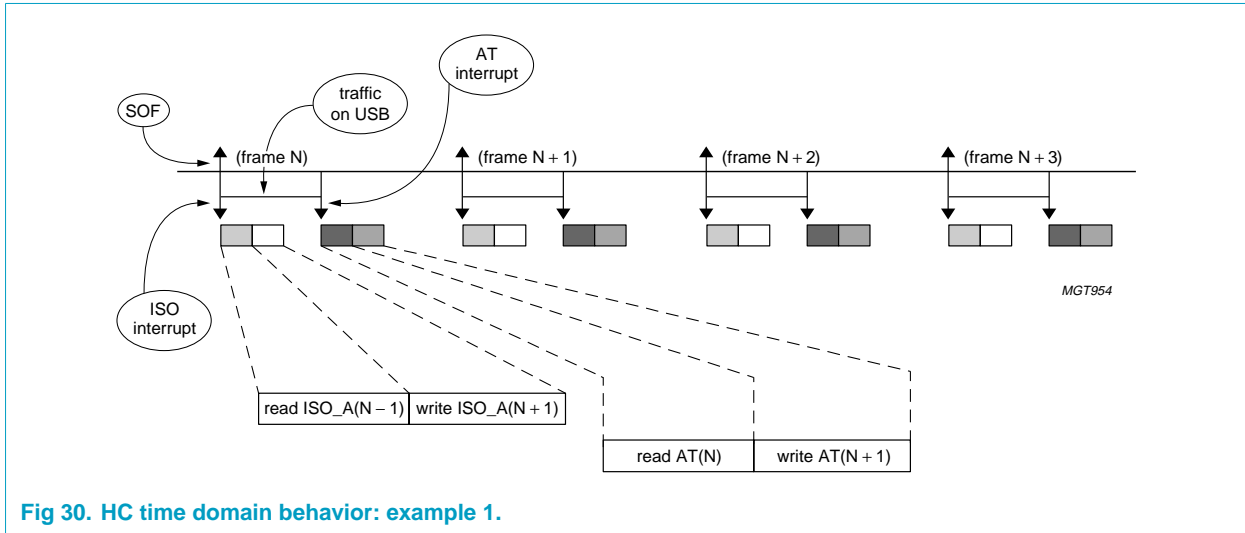 AT
interrupt
traffic
on USB
SOF
(frame N)
(frame N + 1)
(frame N + 2)
(frame N + 3)
MGT954
ISO
interrupt
read ISO_A(N − 1)
write ISO_A(N + 1)
read AT(N)
write AT(N + 1)
Fig 30. HC time domain behavior: example 1.